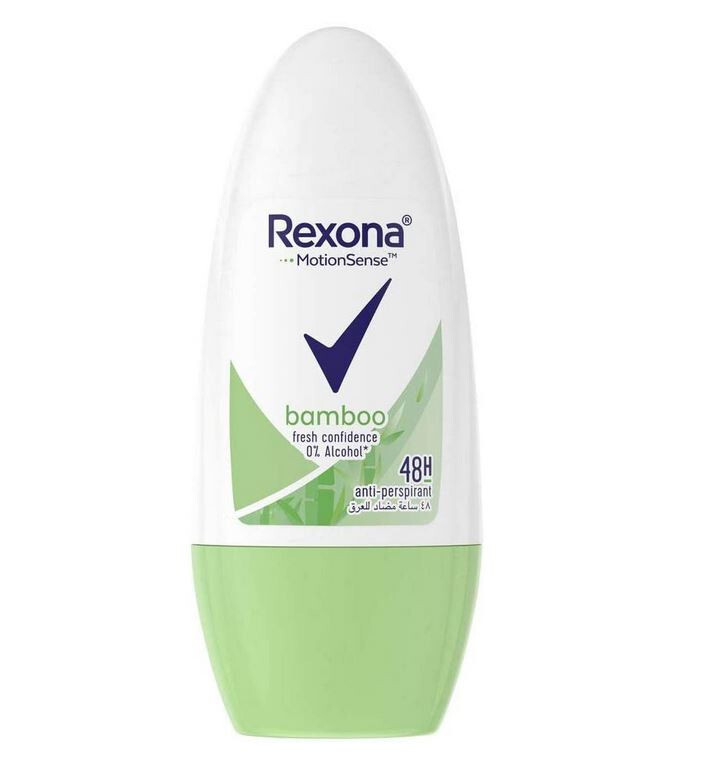 Rexona®
MotionSense™
bamboo
fresh confidence
0% Alcohol*
48H
anti-perspirant
٤٨ ساعة مضاد للعرق